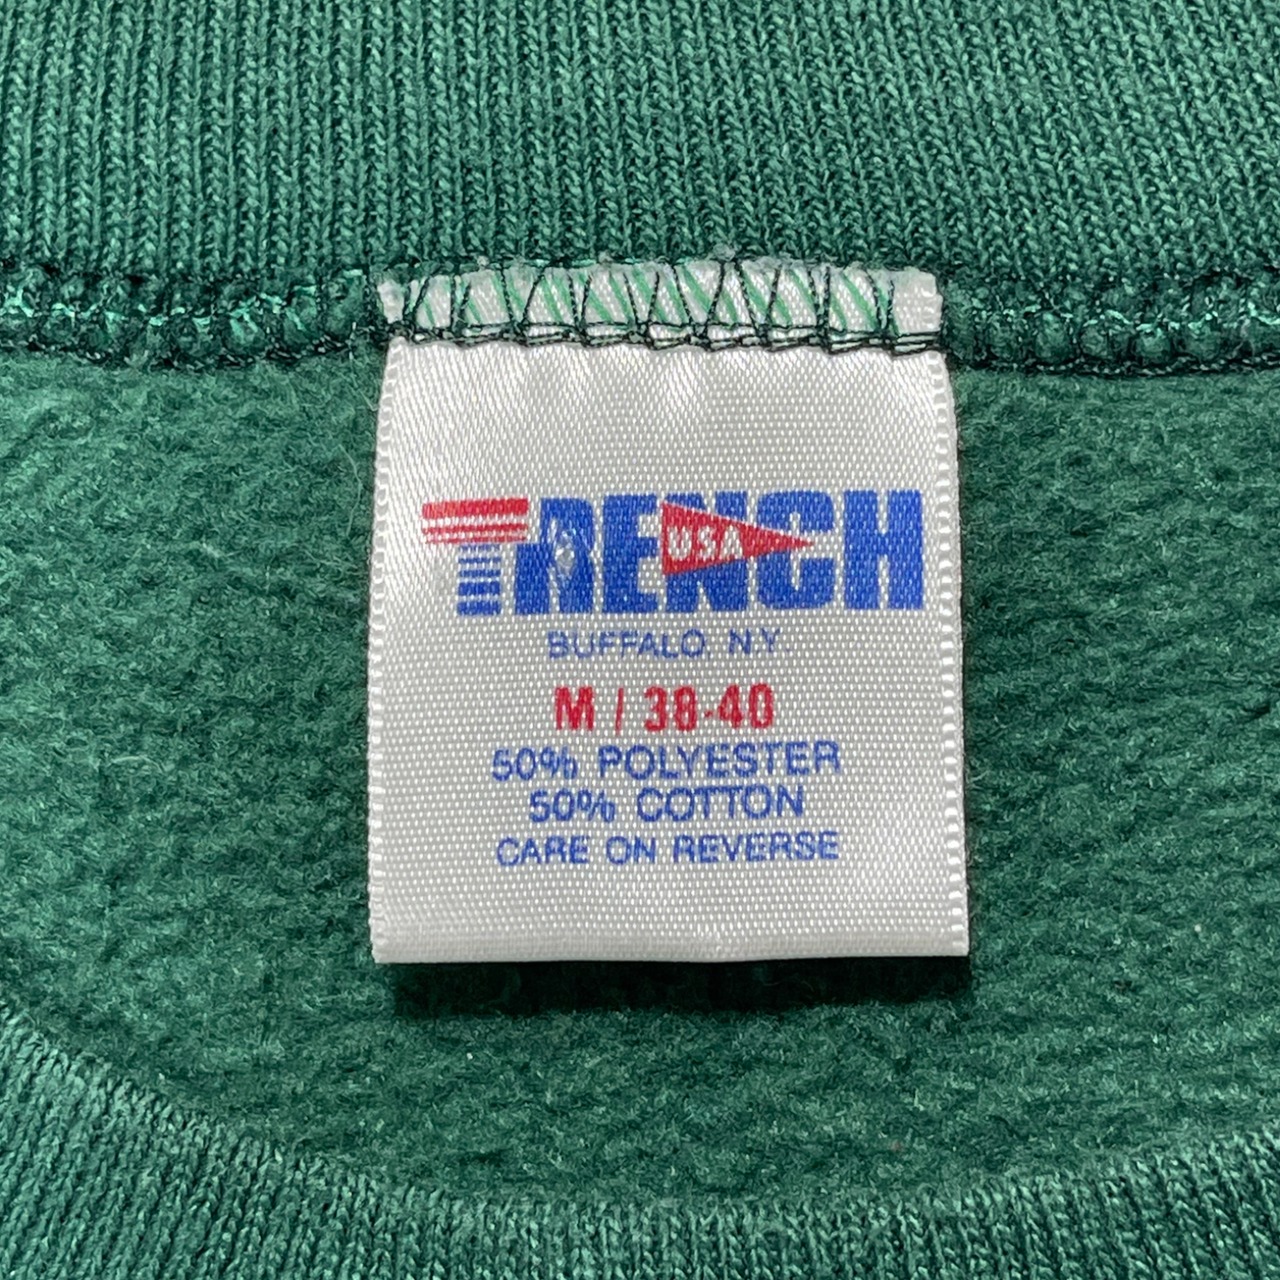 TRENCH
USA
BUFFALO N.Y.
M / 38-40
50% POLYESTER
50% COTTON
CARE ON REVERSE